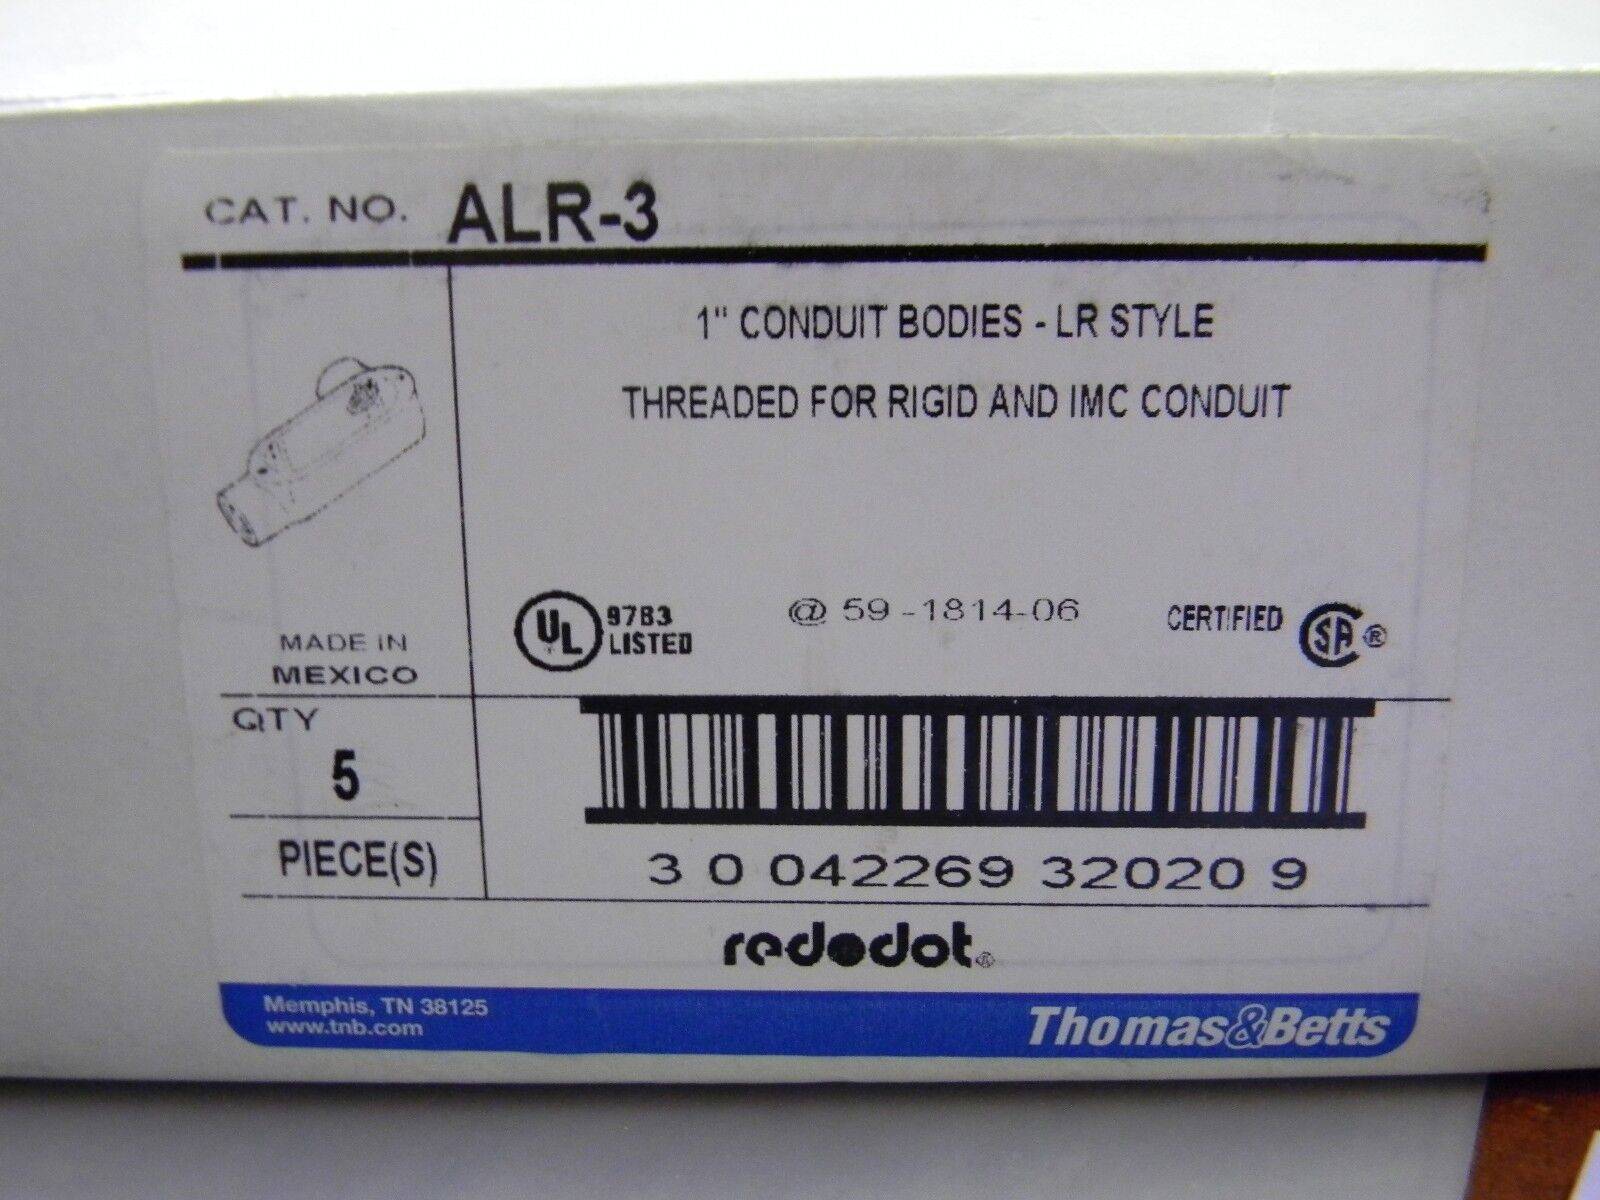 CAT. NO. ALR-3
1" CONDUIT BODIES - LR STYLE
THREADED FOR RIGID AND IMC CONDUIT
MADE IN
MEXICO
UL 9783
LISTED
@ 59-1814-06
CERTIFIED SA ®
QTY
5
PIECE(S)
3 0 042269 32020 9
red dot ®
Memphis, TN 38125
www.tnb.com
Thomas&Betts